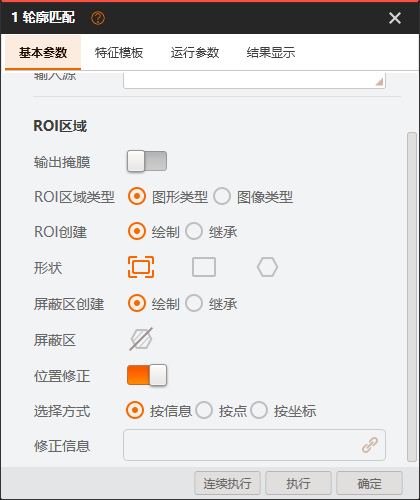 1 轮廓匹配
基本参数 特征模板 运行参数 结果显示
输入源
ROI区域
输出掩膜
ROI区域类型 图形类型 图像类型
ROI创建 绘制 继承
形状
屏蔽区创建 绘制 继承
屏蔽区
位置修正
选择方式 按信息 按点 按坐标
修正信息
连续执行 执行 确定